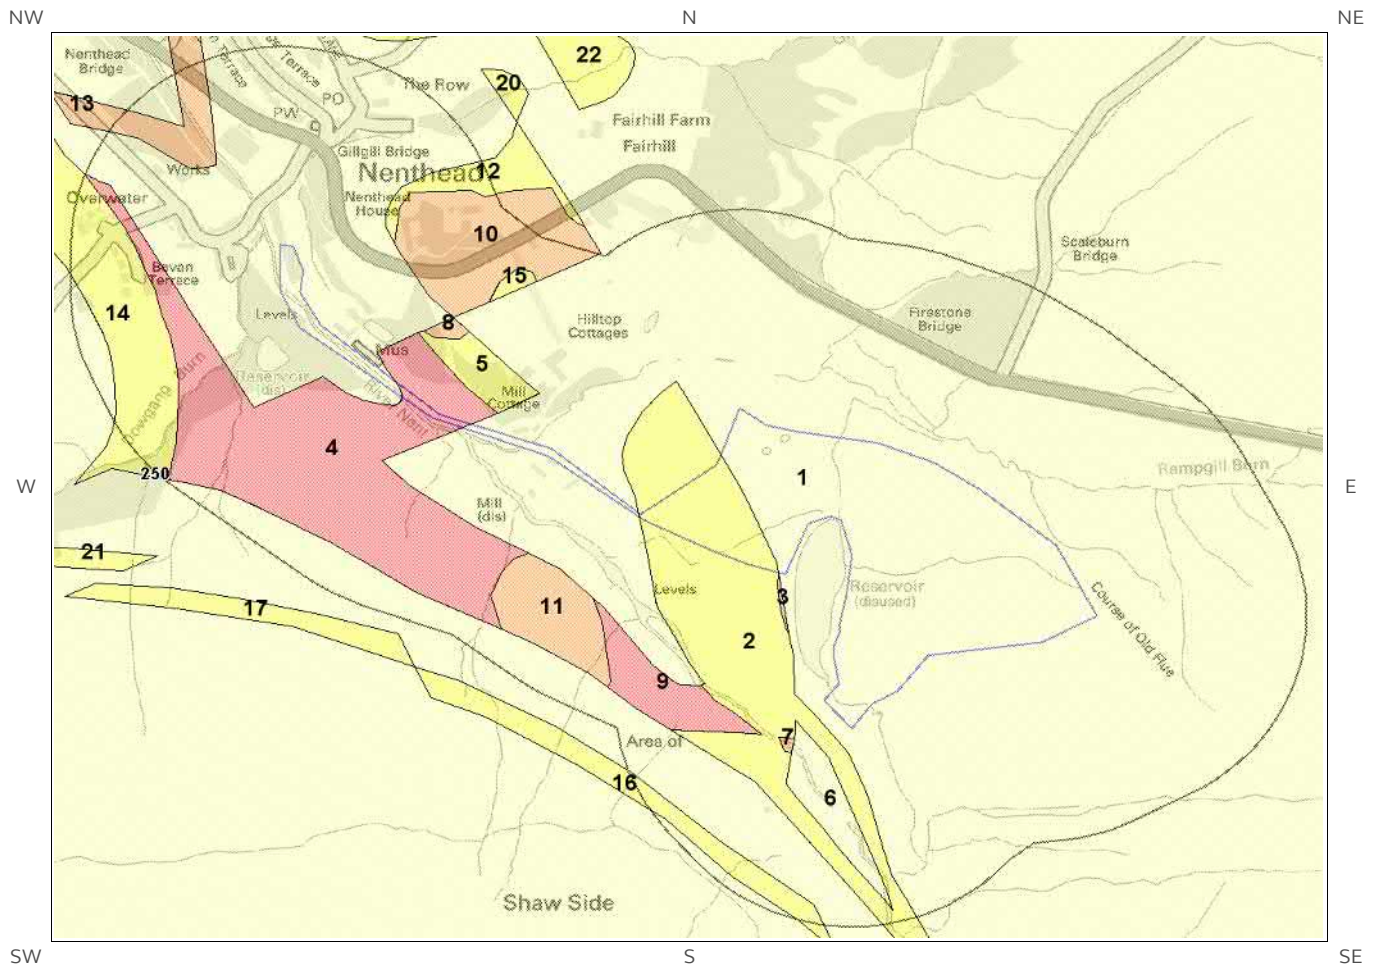 NW
N
NE
Nenthead
Bridge
Terrace
Terrace
22
The Row
20
13
PO
PW
Fairhill Farm
Fairhill
Gillgill Bridge
Works
12
Nenthead
Overwater
Nenthead
House
10
Scaleburn
Bridge
Bevan
Terrace
15
14
Levels
8
Hilltop
Cottages
Firestone
Bridge
Mus
5
Reservoir
(dis)
Mill
Cottage
Dowgang Burn
River Nent
4
250
1
Rampgill Burn
W
E
Mill
(dis)
21
Levels
3
Reservoir
(disused)
17
11
Course of Old Flue
2
9
7
Area of
16
6
Shaw Side
SW
S
SE